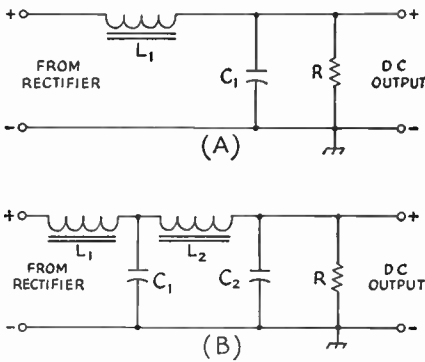 + L1 +
FROM RECTIFIER C1 R DC OUTPUT
- -
(A)
+ L1 L2 +
FROM RECTIFIER C1 C2 R DC OUTPUT
- -
(B)